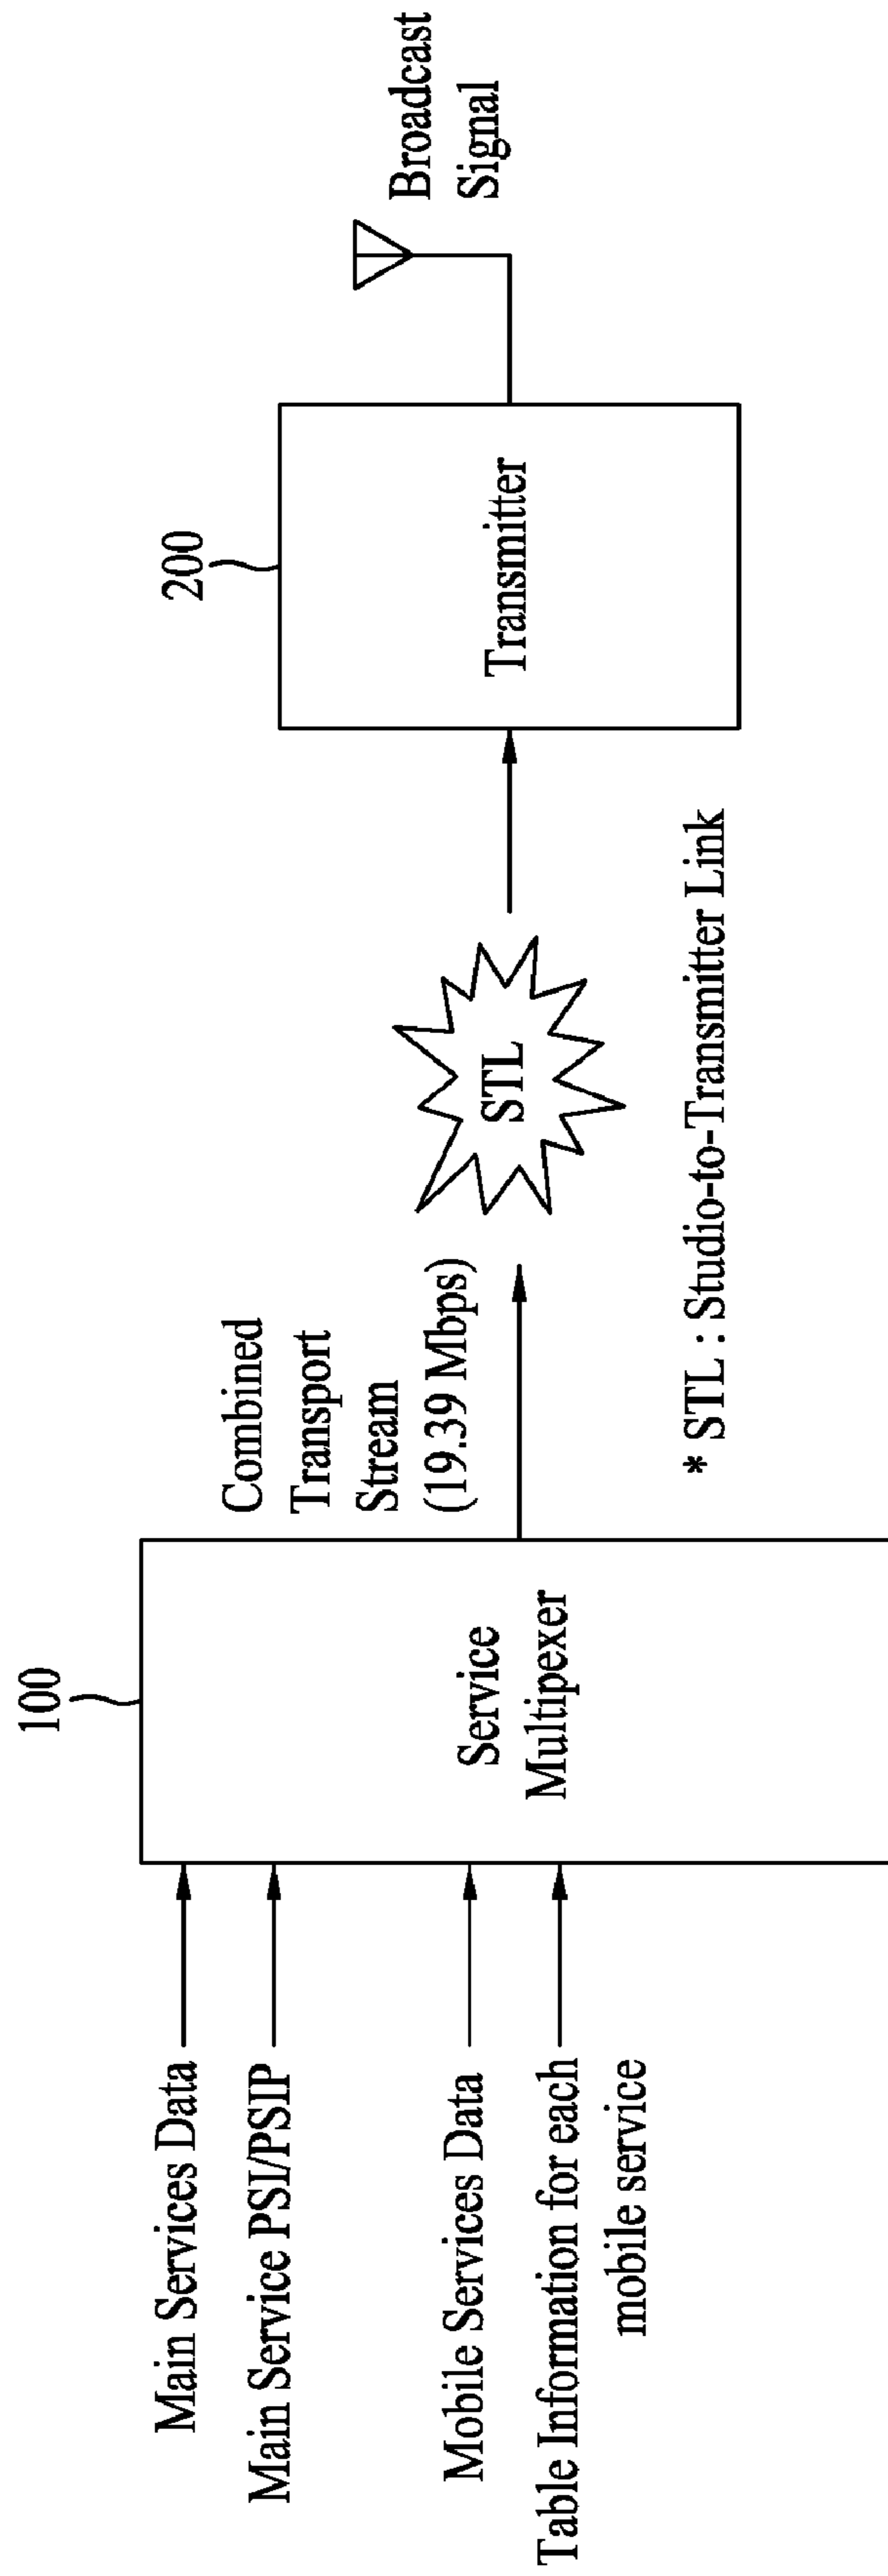 100
200
Main Services Data
Main Service PSI/PSIP
Mobile Services Data
Table Information for each
mobile service
Service
Multipexer
Combined
Transport
Stream
(19.39 Mbps)
STL
Transmitter
Broadcast
Signal
* STL : Studio-to-Transmitter Link